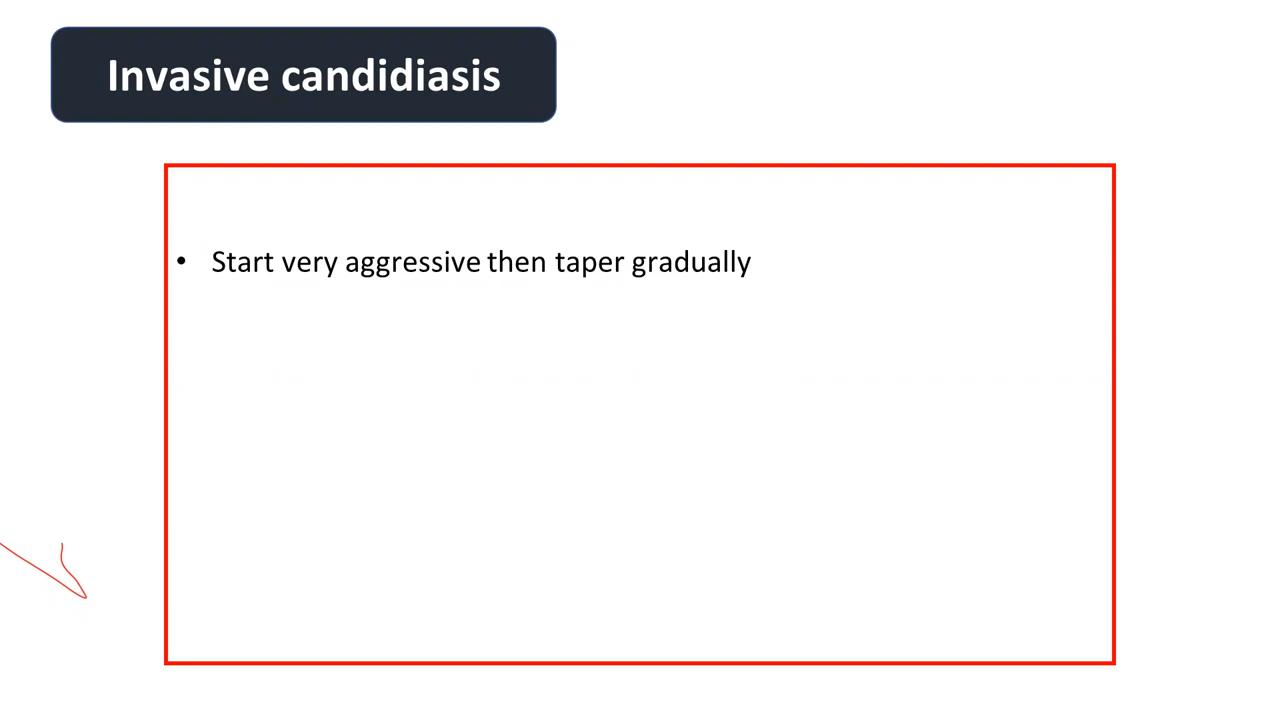 Invasive candidiasis
• Start very aggressive then taper gradually